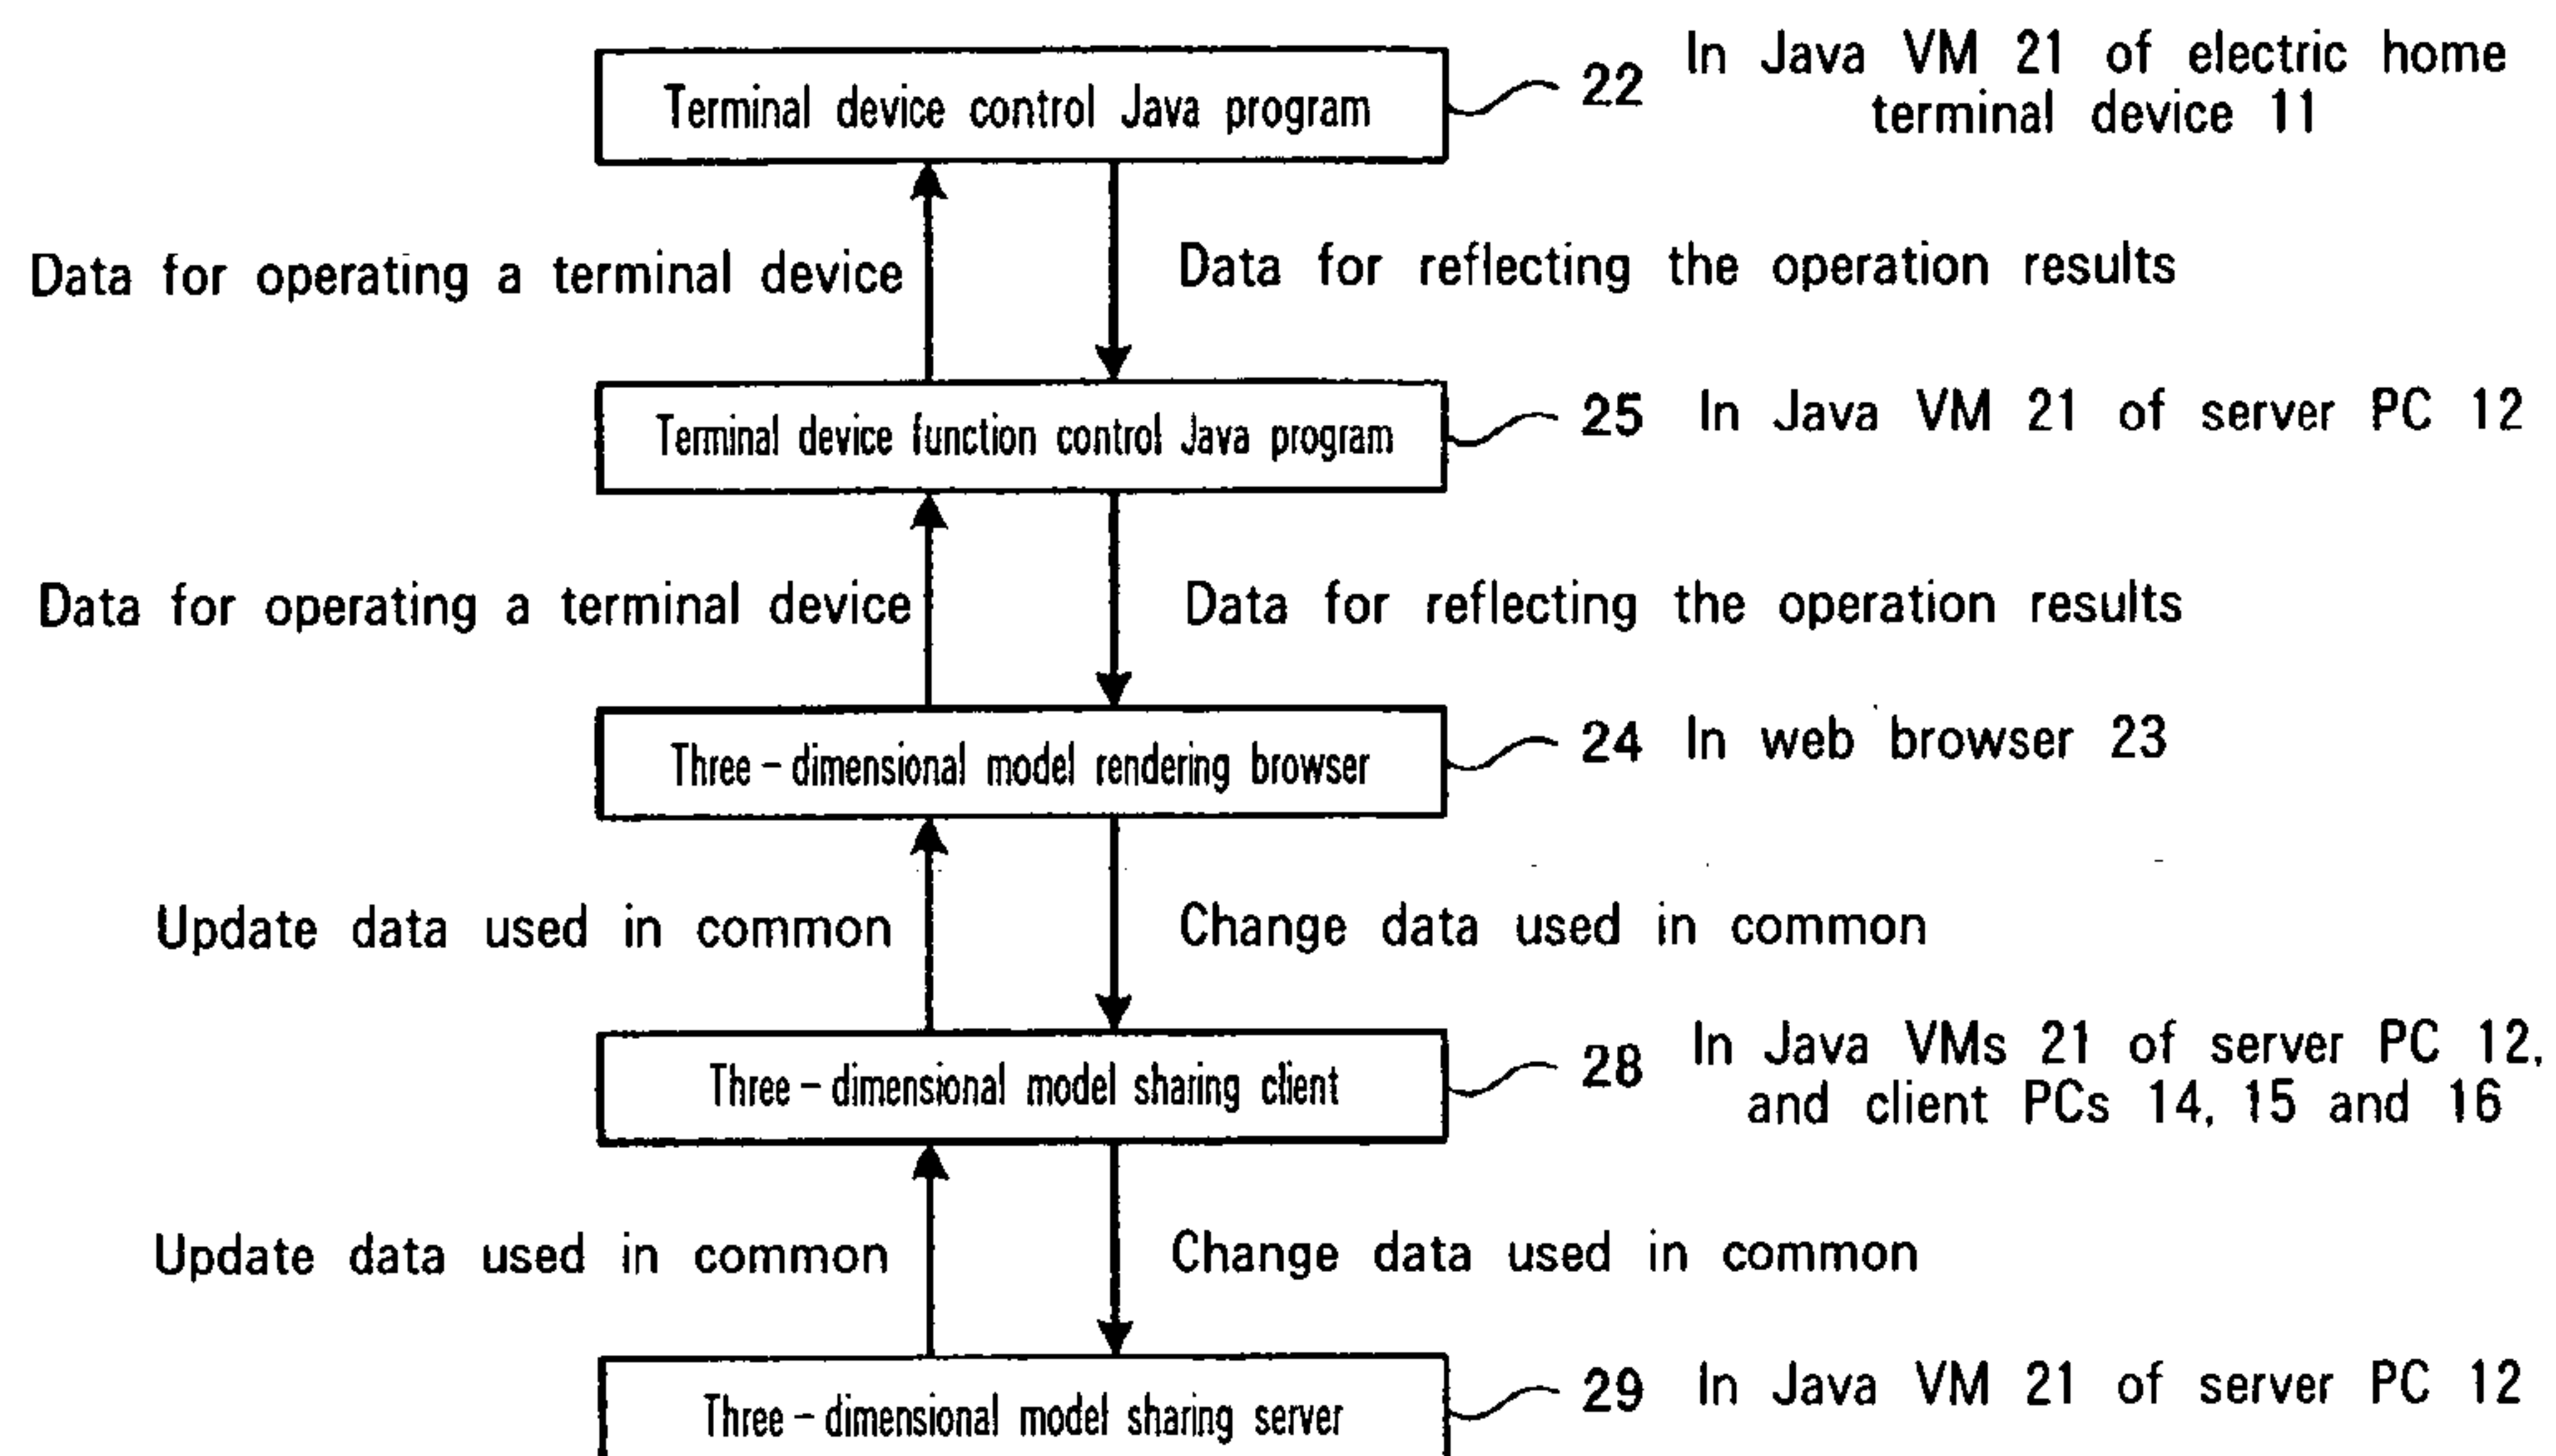 Terminal device control Java program
22
In Java VM 21 of electric home
terminal device 11
Data for operating a terminal device
Data for reflecting the operation results
Terminal device function control Java program
25
In Java VM 21 of server PC 12
Data for operating a terminal device
Data for reflecting the operation results
Three-dimensional model rendering browser
24
In web browser 23
Update data used in common
Change data used in common
Three-dimensional model sharing client
28
In Java VMs 21 of server PC 12,
and client PCs 14, 15 and 16
Update data used in common
Change data used in common
Three-dimensional model sharing server
29
In Java VM 21 of server PC 12